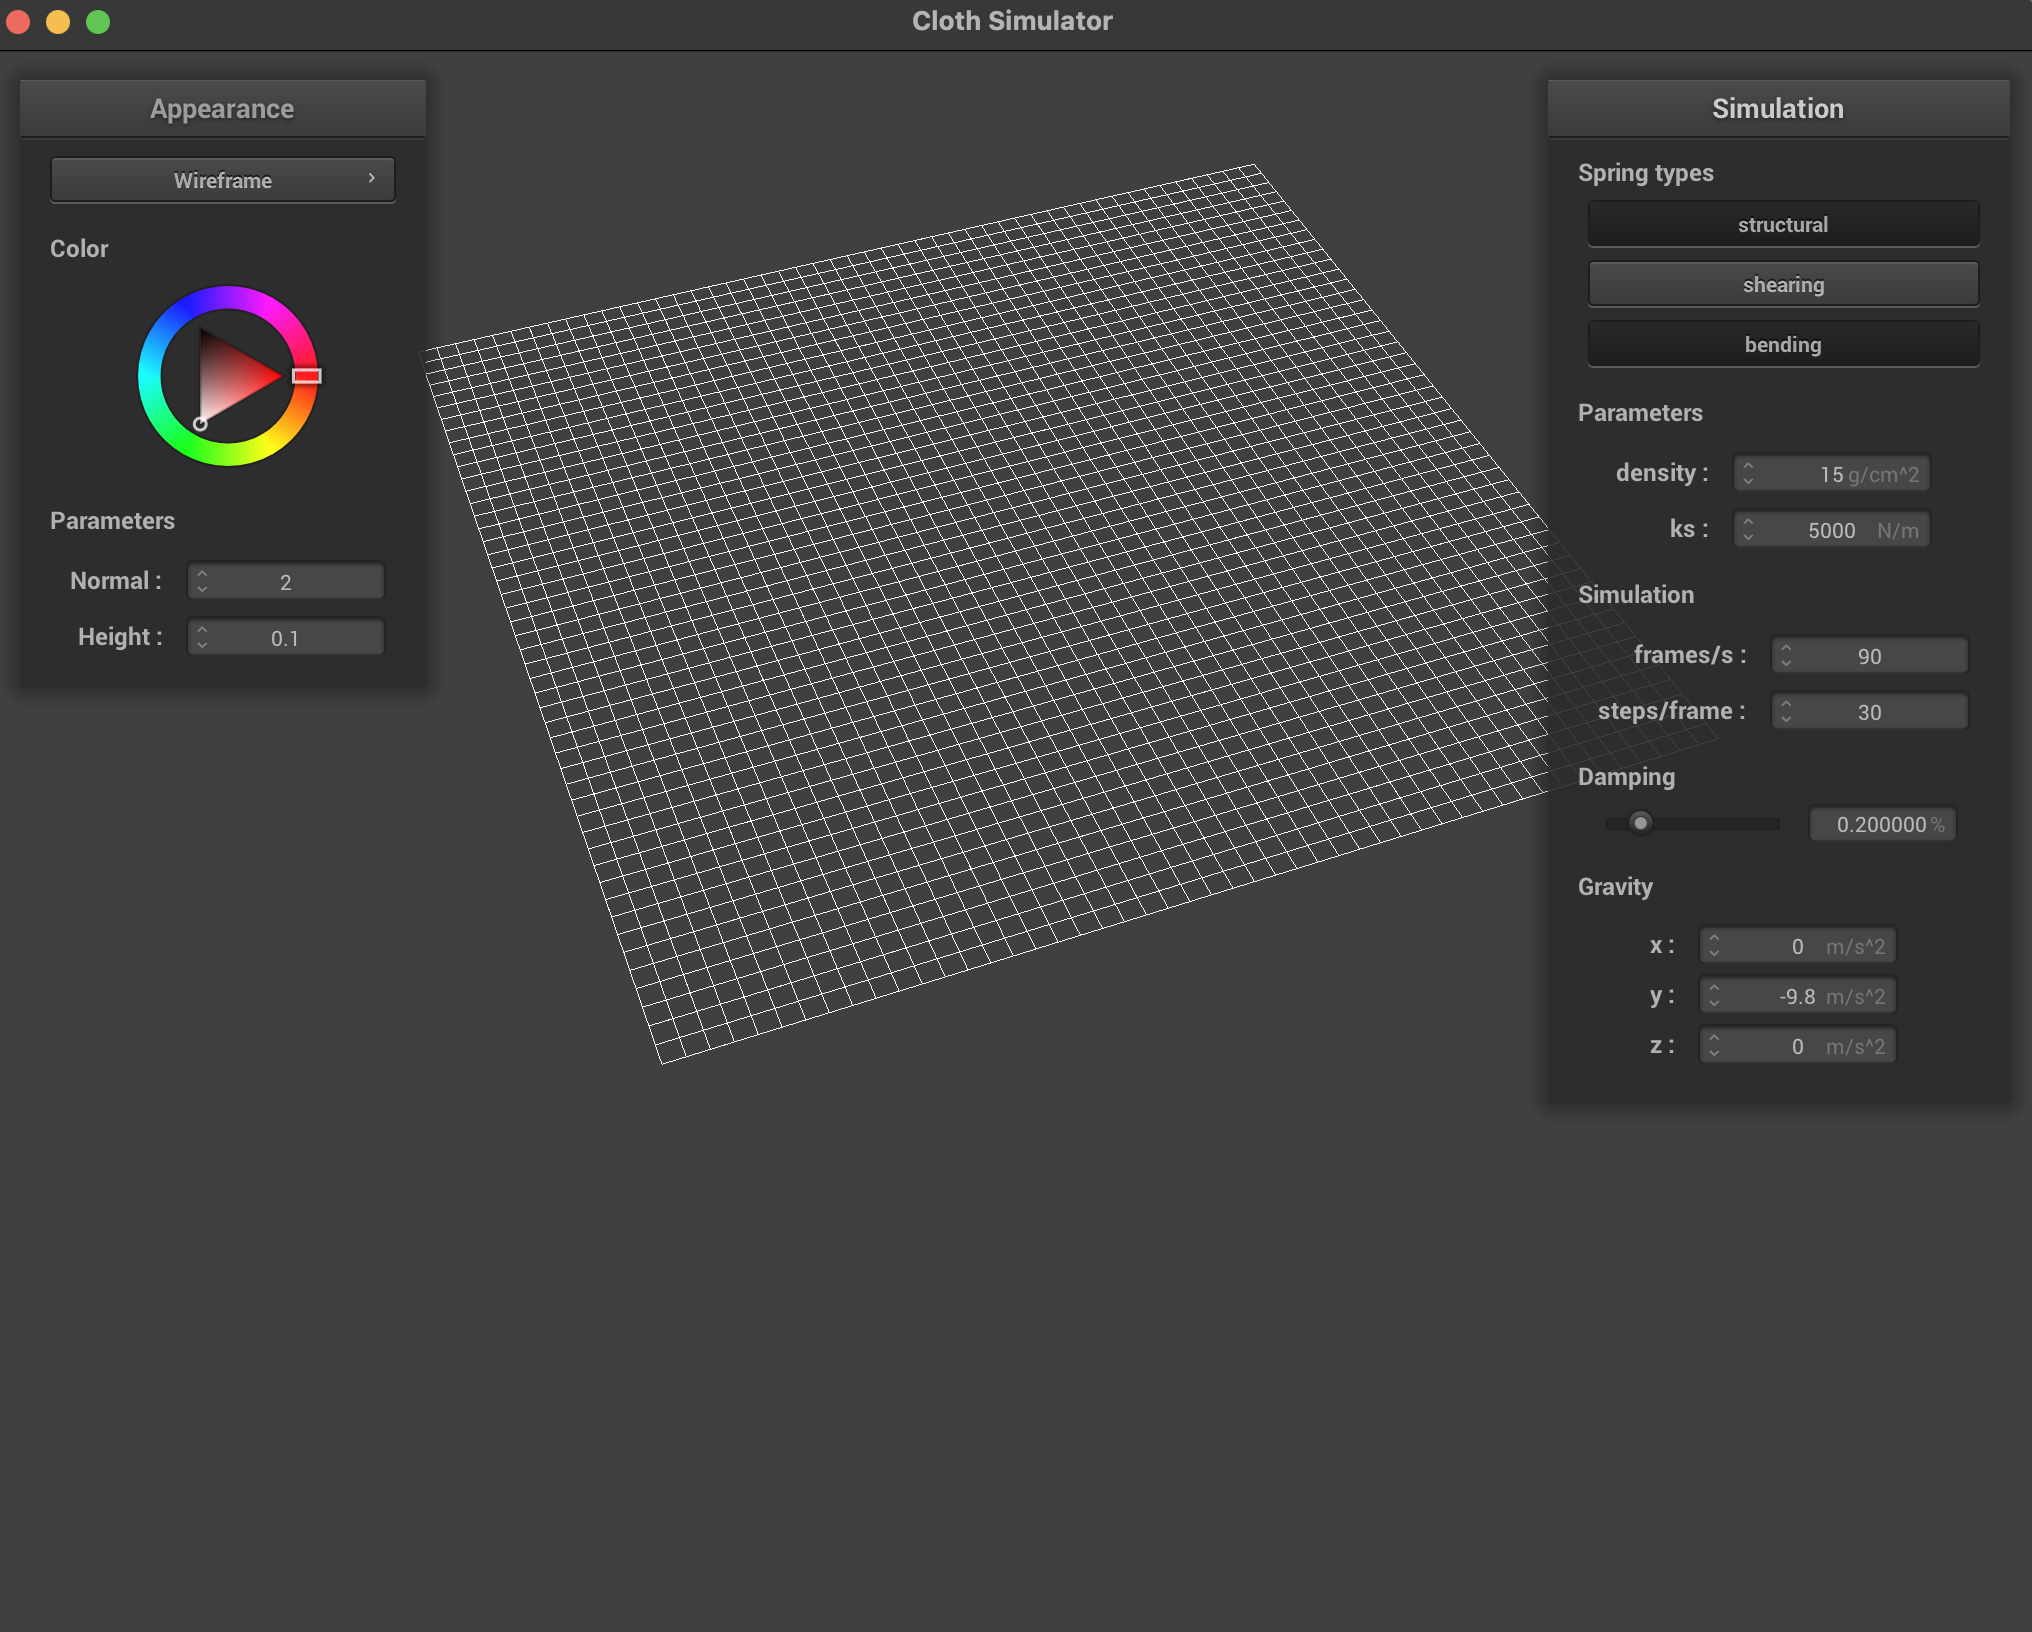 Cloth Simulator
Appearance
Wireframe
Color
Parameters
Normal : 2
Height : 0.1
Simulation
Spring types
structural
shearing
bending
Parameters
density : 15 g/cm^2
ks : 5000 N/m
Simulation
frames/s : 90
steps/frame : 30
Damping
0.200000 %
Gravity
x : 0 m/s^2
y : -9.8 m/s^2
z : 0 m/s^2